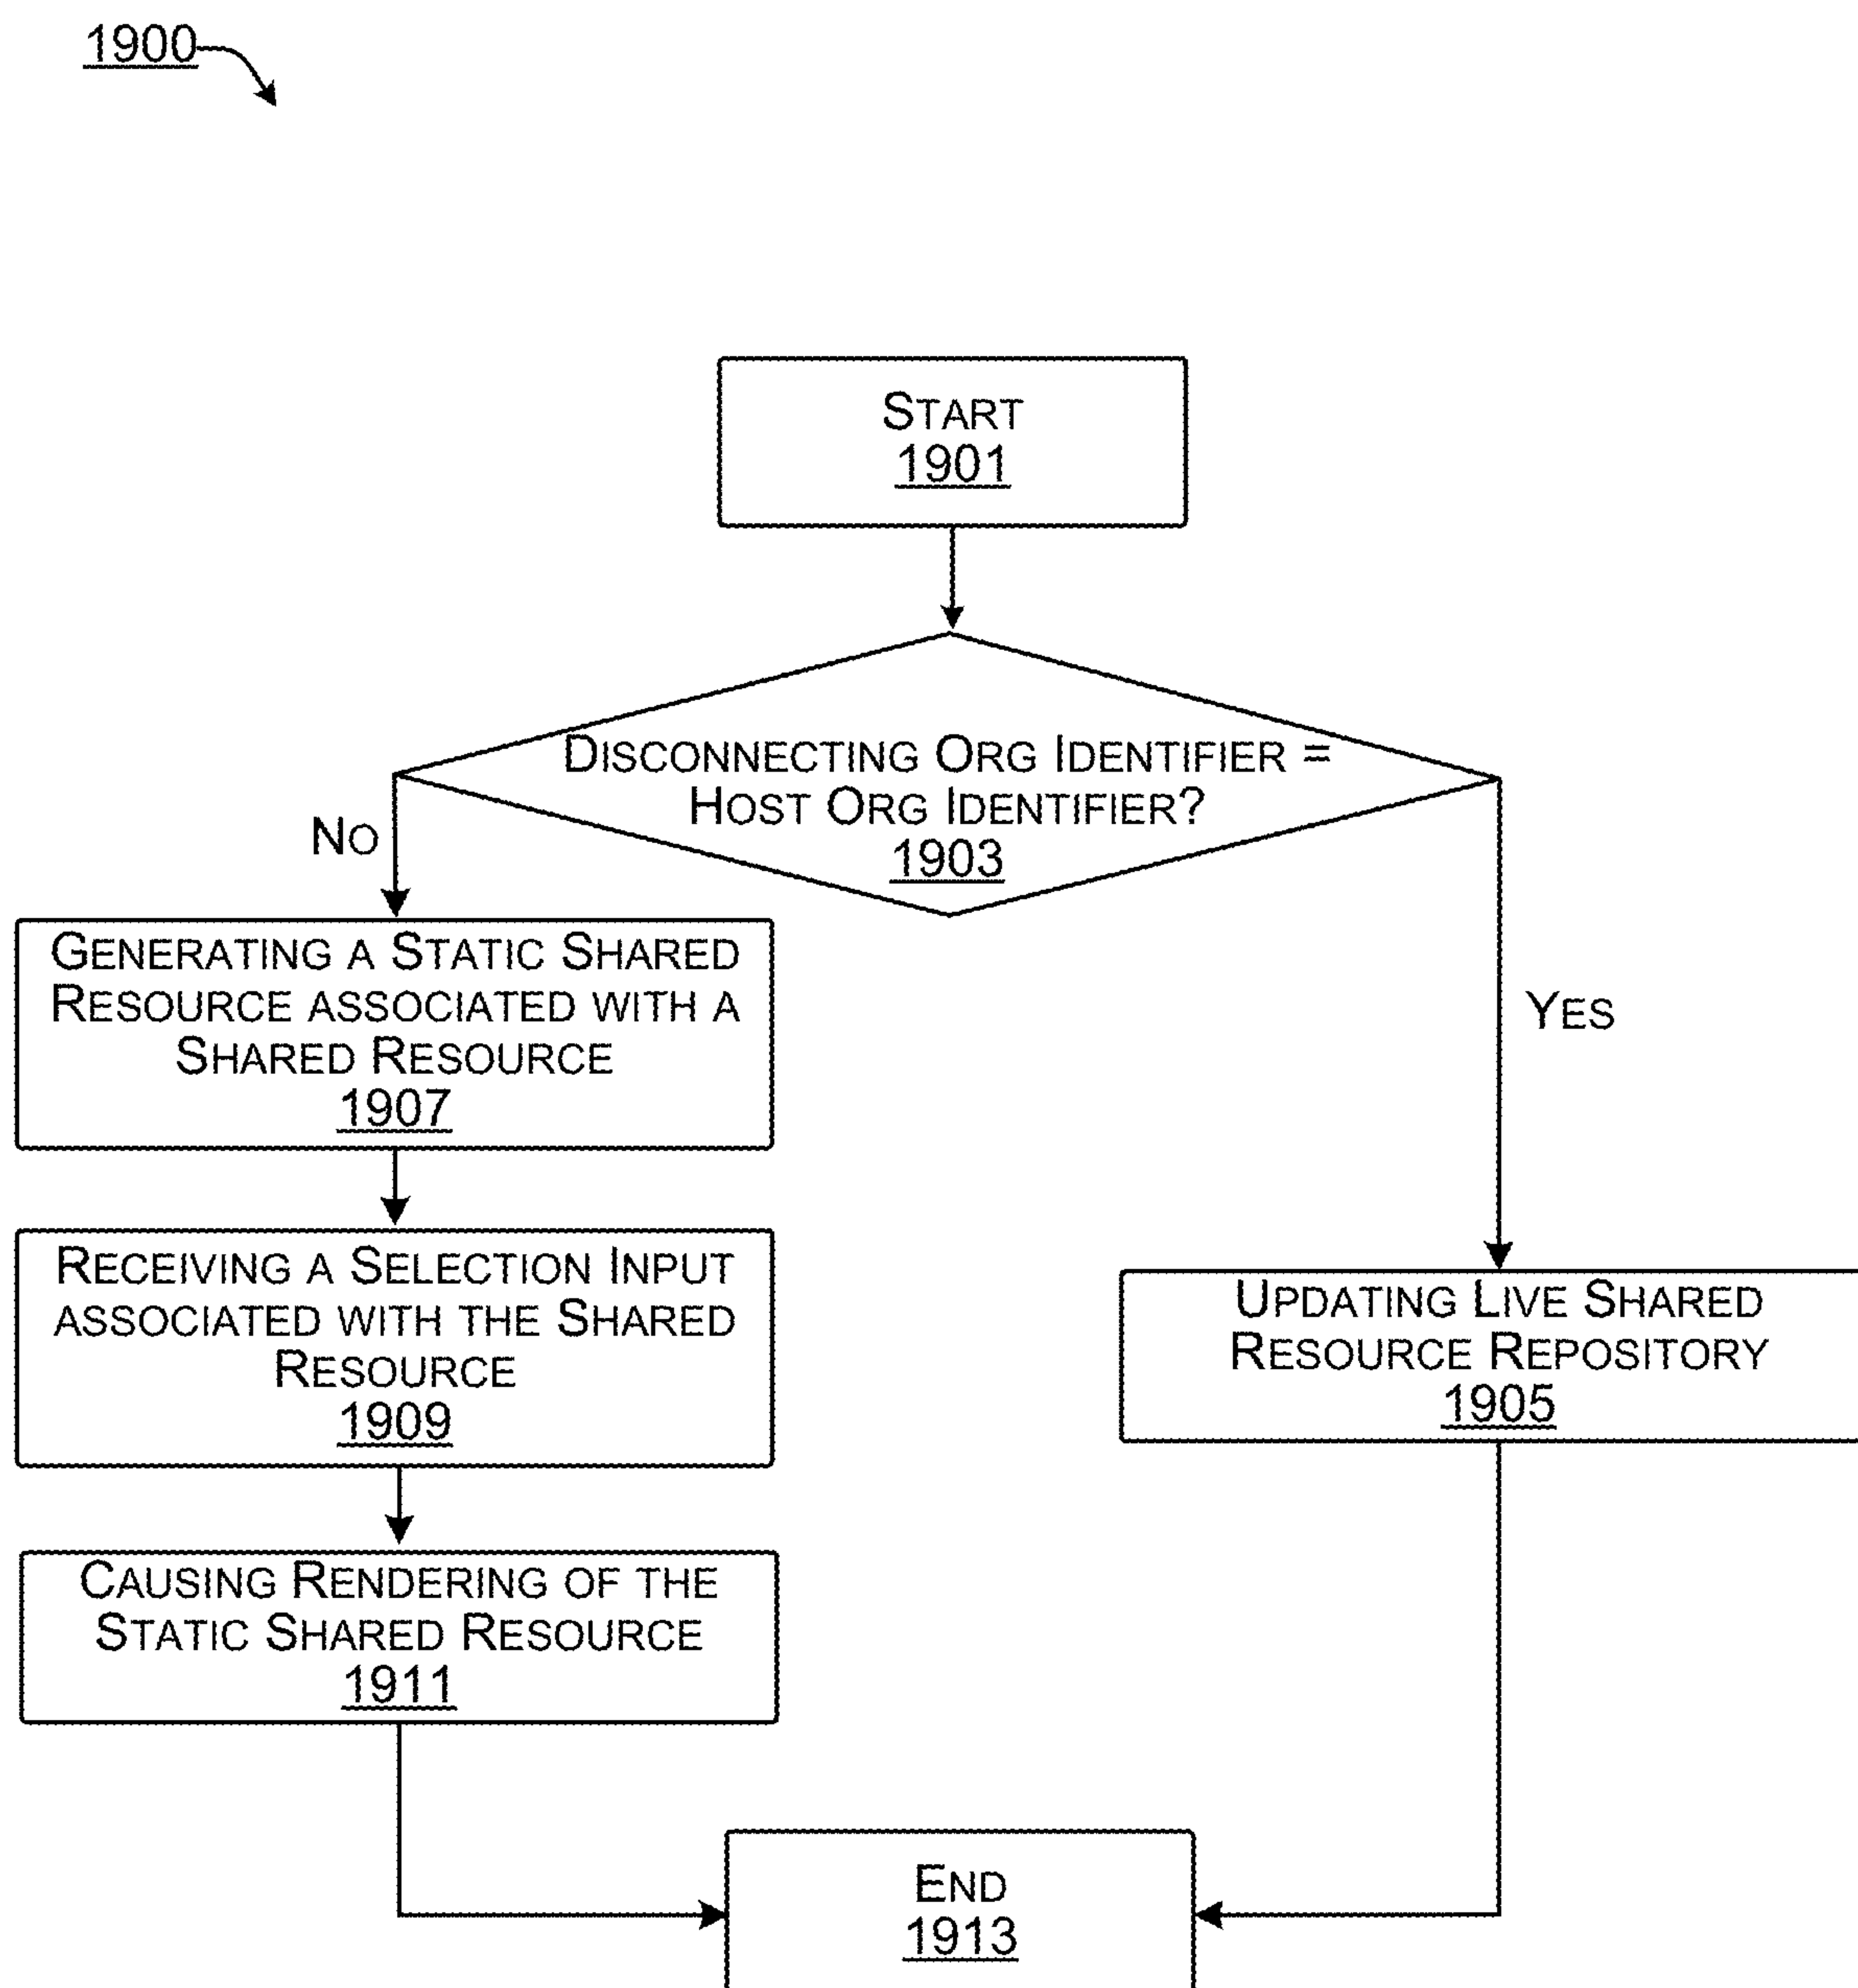 1900
START
1901
DISCONNECTING ORG IDENTIFIER =
HOST ORG IDENTIFIER?
1903
NO
YES
GENERATING A STATIC SHARED
RESOURCE ASSOCIATED WITH A
SHARED RESOURCE
1907
RECEIVING A SELECTION INPUT
ASSOCIATED WITH THE SHARED
RESOURCE
1909
UPDATING LIVE SHARED
RESOURCE REPOSITORY
1905
CAUSING RENDERING OF THE
STATIC SHARED RESOURCE
1911
END
1913